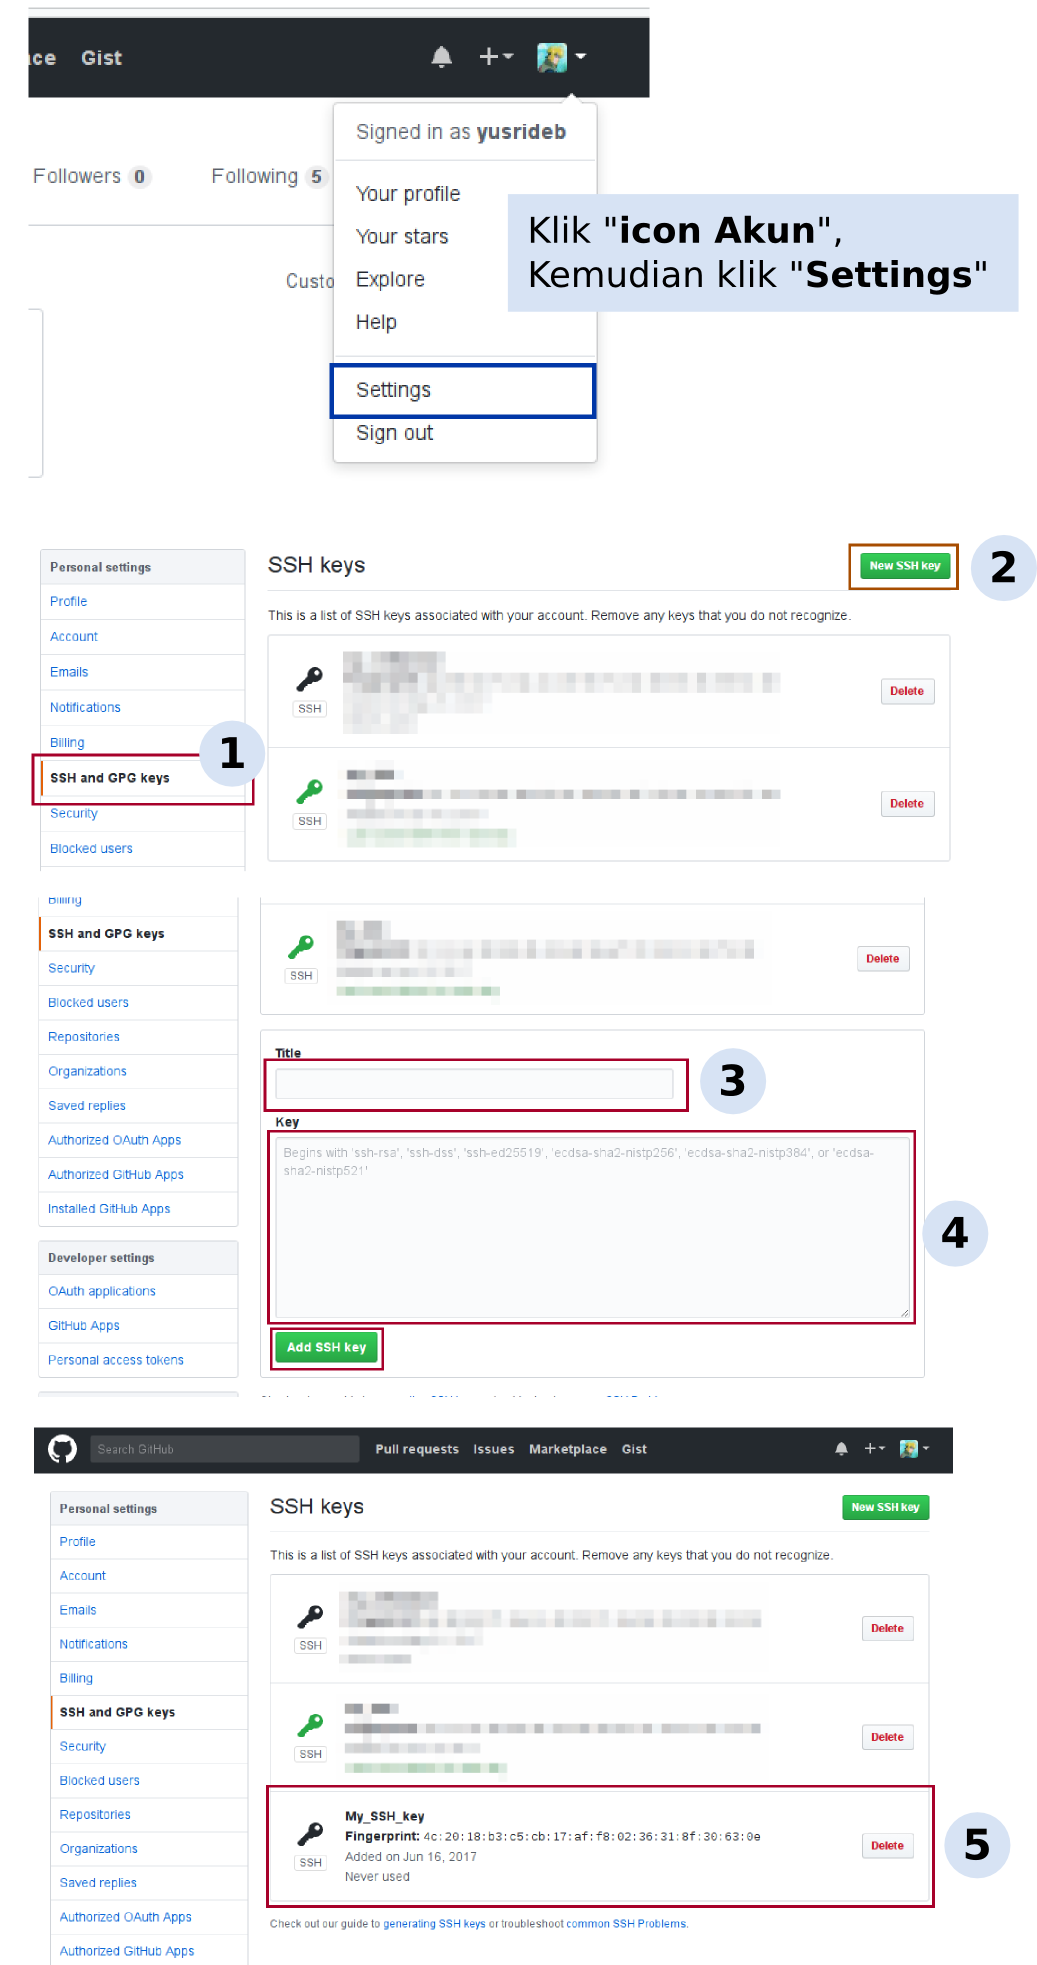 Gist
Signed in as yusrideb
Followers 0 Following 5
Your profile
Klik "icon Akun",
Kemudian klik "Settings"
Your stars
Explore
Help
Settings
Sign out
Personal settings
Profile
Account
Emails
Notifications
Billing
SSH and GPG keys
Security
Blocked users
1
SSH keys
New SSH key
2
This is a list of SSH keys associated with your account. Remove any keys that you do not recognize.
SSH
Delete
SSH
Delete
Billing
SSH and GPG keys
Security
Blocked users
Repositories
Organizations
Saved replies
Authorized OAuth Apps
Authorized GitHub Apps
Installed GitHub Apps
Developer settings
OAuth applications
GitHub Apps
Personal access tokens
SSH
Delete
Title
3
Key
Begins with 'ssh-rsa', 'ssh-dss', 'ssh-ed25519', 'ecdsa-sha2-nistp256', 'ecdsa-sha2-nistp384', or 'ecdsa-
sha2-nistp521'
4
Add SSH key
Search GitHub Pull requests Issues Marketplace Gist
Personal settings
Profile
Account
Emails
Notifications
Billing
SSH and GPG keys
Security
Blocked users
Repositories
Organizations
Saved replies
Authorized OAuth Apps
Authorized GitHub Apps
SSH keys
New SSH key
This is a list of SSH keys associated with your account. Remove any keys that you do not recognize.
SSH
Delete
SSH
Delete
My_SSH_key
Fingerprint: 4c:20:18:b3:c5:cb:17:af:f8:02:36:31:8f:30:63:0e
Added on Jun 16, 2017
Never used
SSH
Delete
5
Check out our guide to generating SSH keys or troubleshoot common SSH Problems.